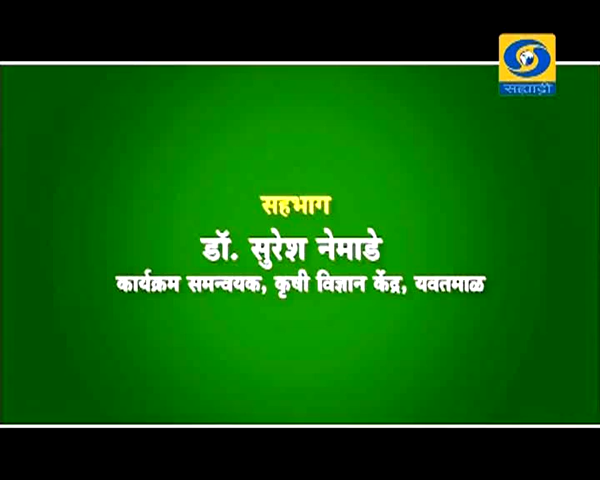 सह्याद्री
सहभाग
डॉ. सुरेश नेमाडे
कार्यक्रम समन्वयक, कृषी विज्ञान केंद्र, यवतमाळ